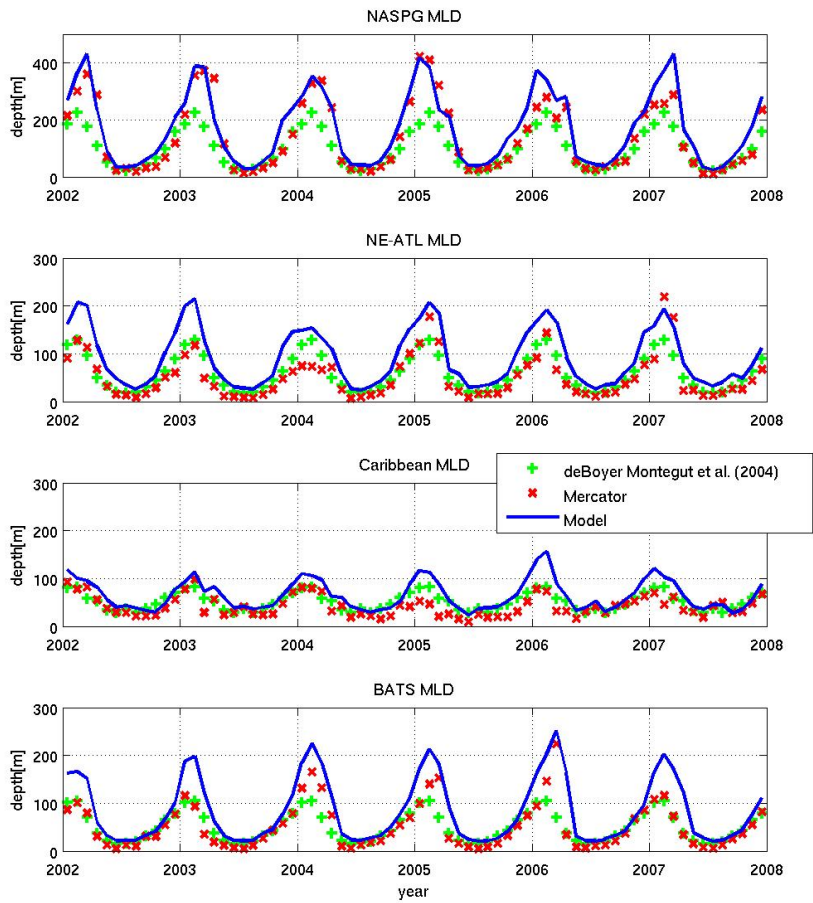 NASPG MLD
400
200
0
depth[m]
2002 2003 2004 2005 2006 2007 2008
NE-ATL MLD
300
200
100
0
depth[m]
2002 2003 2004 2005 2006 2007 2008
Caribbean MLD
deBoyer Montegut et al. (2004)
Mercator
Model
300
200
100
0
depth[m]
2002 2003 2004 2005 2006 2007 2008
BATS MLD
300
200
100
0
depth[m]
2002 2003 2004 2005 2006 2007 2008
year